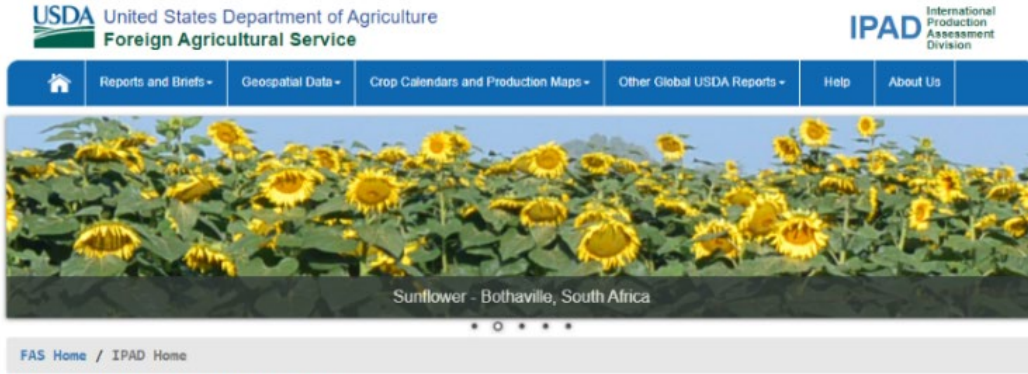 USDA United States Department of Agriculture
Foreign Agricultural Service
IPAD International Production Assessment Division
Reports and Briefs
Geospatial Data
Crop Calendars and Production Maps
Other Global USDA Reports
Help
About Us
Sunflower - Bothaville, South Africa
FAS Home / IPAD Home